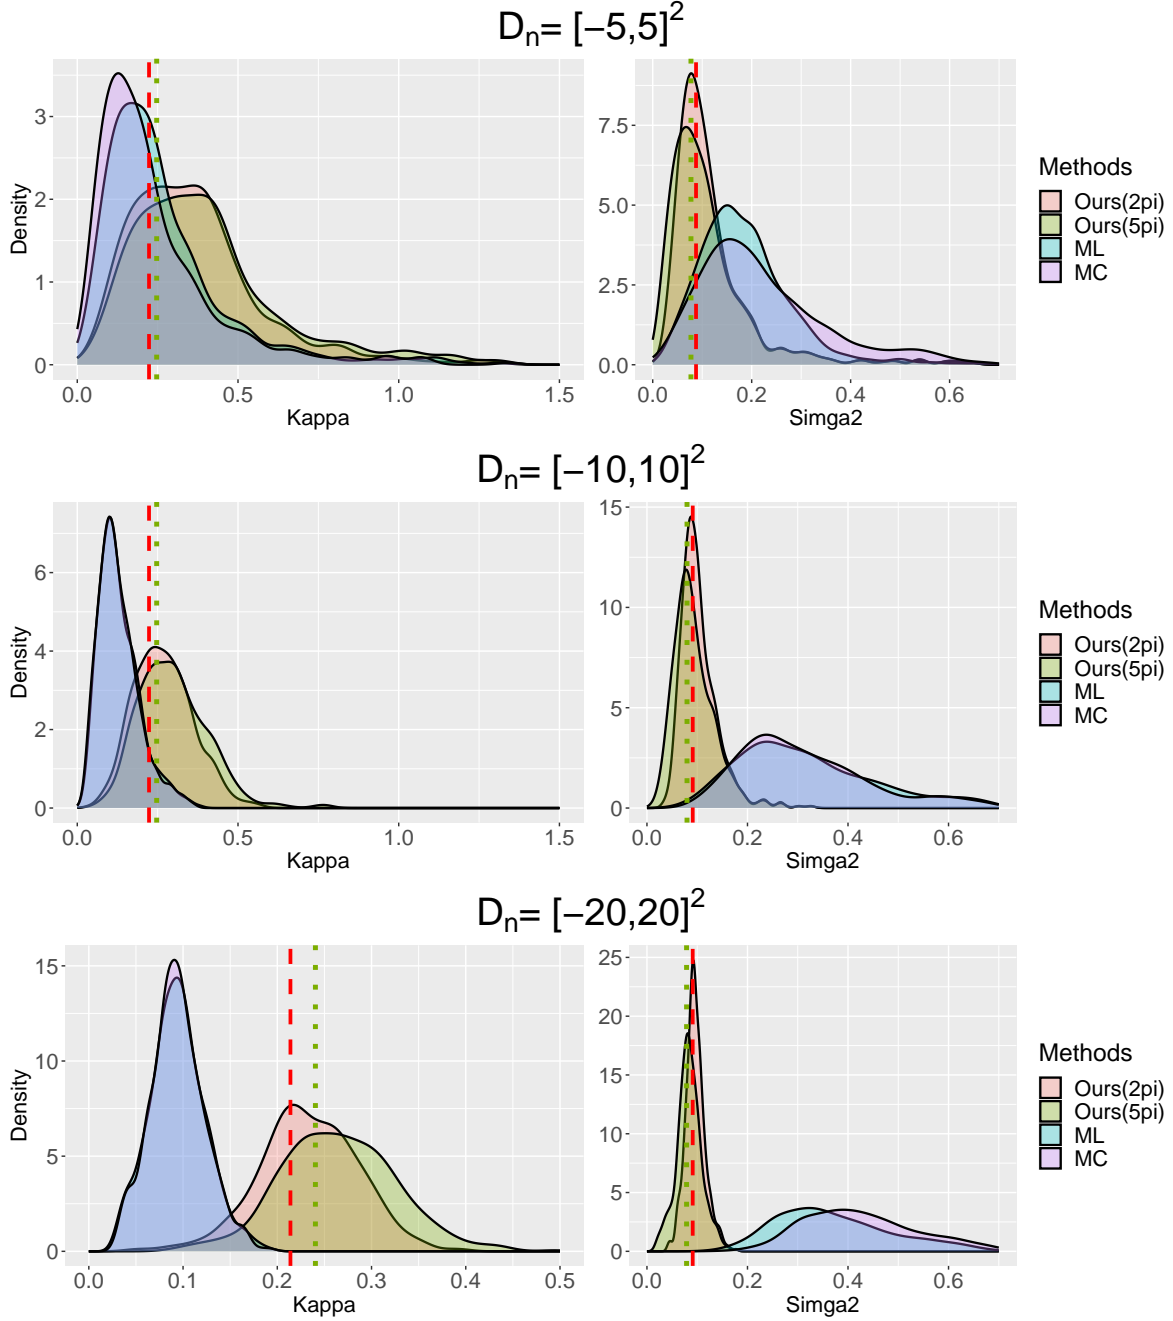 Dn= [−5,5]2
Density
3
2
1
0
0.0 0.5 1.0 1.5
Kappa
7.5
5.0
2.5
0.0
0.0 0.2 0.4 0.6
Simga2
Methods
Ours(2pi)
Ours(5pi)
ML
MC
Dn= [−10,10]2
Density
6
4
2
0
0.0 0.5 1.0 1.5
Kappa
15
10
5
0
0.0 0.2 0.4 0.6
Simga2
Methods
Ours(2pi)
Ours(5pi)
ML
MC
Dn= [−20,20]2
Density
15
10
5
0
0.0 0.1 0.2 0.3 0.4 0.5
Kappa
25
20
15
10
5
0
0.0 0.2 0.4 0.6
Simga2
Methods
Ours(2pi)
Ours(5pi)
ML
MC